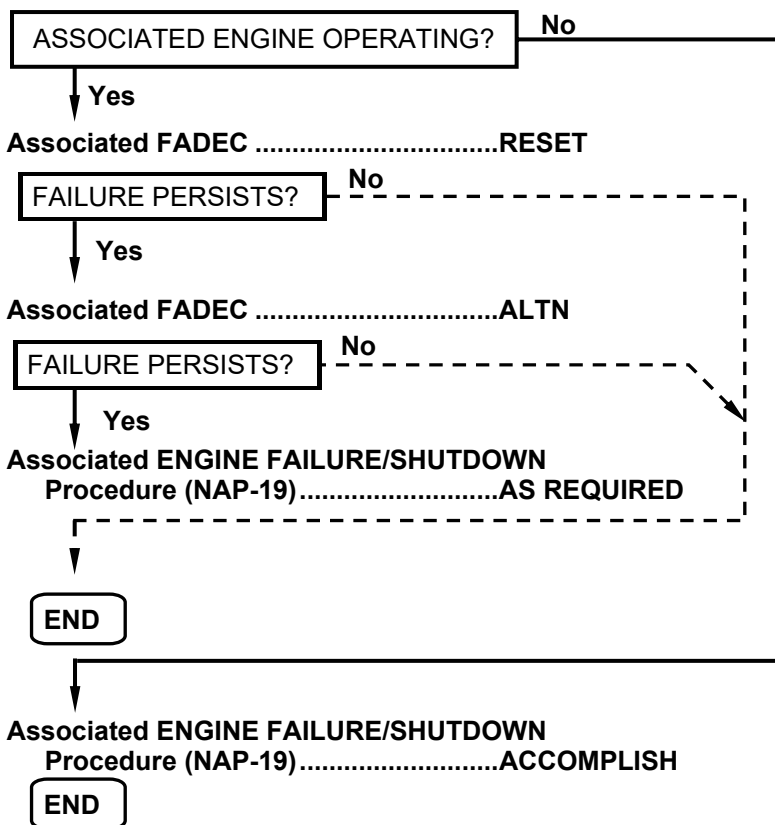 ASSOCIATED ENGINE OPERATING?
No
Yes
Associated FADEC ................................RESET
FAILURE PERSISTS?
No
Yes
Associated FADEC ................................ALTN
FAILURE PERSISTS?
No
Yes
Associated ENGINE FAILURE/SHUTDOWN
Procedure (NAP-19)..........................AS REQUIRED
END
Associated ENGINE FAILURE/SHUTDOWN
Procedure (NAP-19)..........................ACCOMPLISH
END